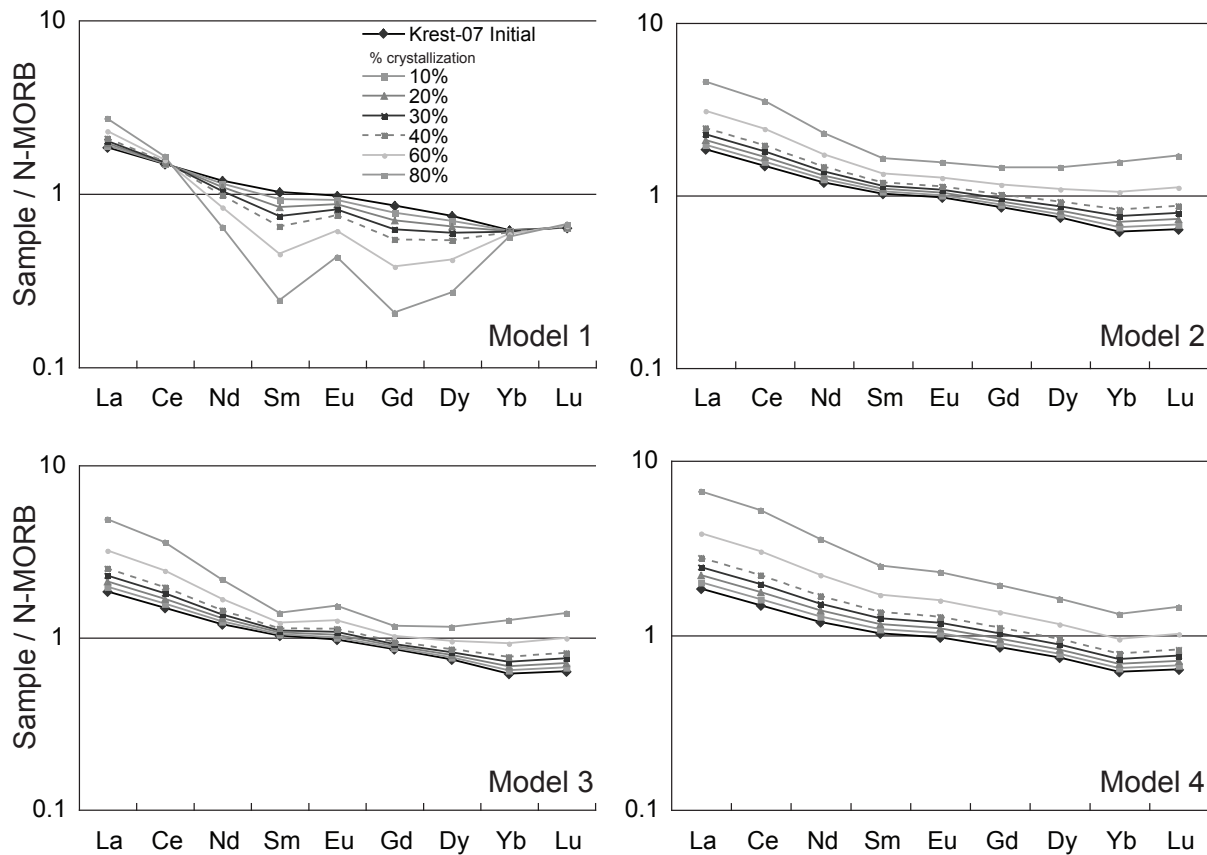 10
1
0.1
Sample / N-MORB
Krest-07 Initial
% crystallization
10%
20%
30%
40%
60%
80%
Model 1
La Ce Nd Sm Eu Gd Dy Yb Lu
10
1
0.1
Model 2
La Ce Nd Sm Eu Gd Dy Yb Lu
10
1
0.1
Sample / N-MORB
Model 3
La Ce Nd Sm Eu Gd Dy Yb Lu
10
1
0.1
Model 4
La Ce Nd Sm Eu Gd Dy Yb Lu